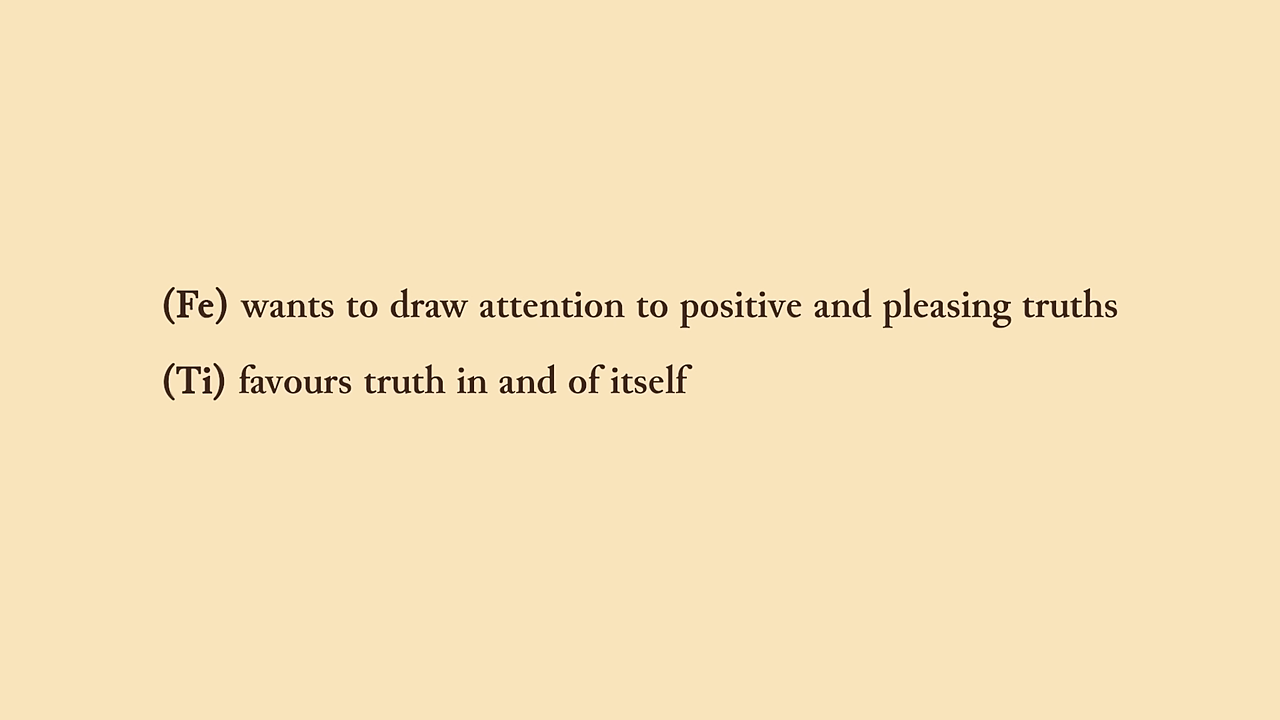 (Fe) wants to draw attention to positive and pleasing truths
(Ti) favours truth in and of itself